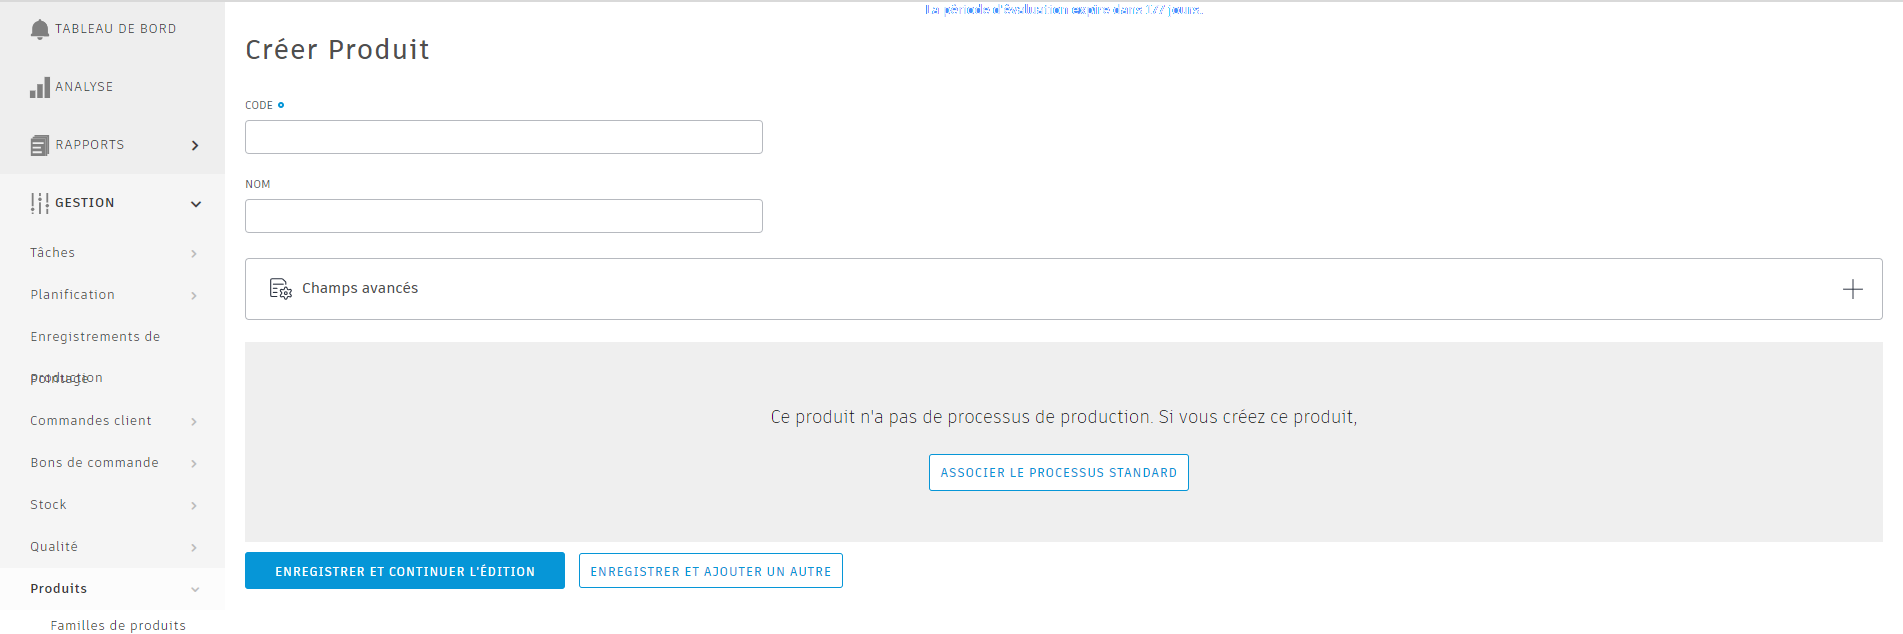 La période d'évaluation expire dans 177 jours.
TABLEAU DE BORD
ANALYSE
RAPPORTS
GESTION
Tâches
Planification
Enregistrements de
production
Pointage
Commandes client
Bons de commande
Stock
Qualité
Produits
Familles de produits
Créer Produit
CODE
NOM
Champs avancés
Ce produit n'a pas de processus de production. Si vous créez ce produit,
ASSOCIER LE PROCESSUS STANDARD
ENREGISTRER ET CONTINUER L'ÉDITION
ENREGISTRER ET AJOUTER UN AUTRE